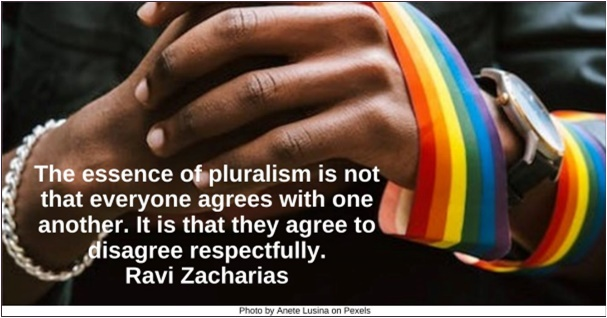 The essence of pluralism is not
that everyone agrees with one
another. It is that they agree to
disagree respectfully.
Ravi Zacharias
Photo by Anete Lusina on Pexels